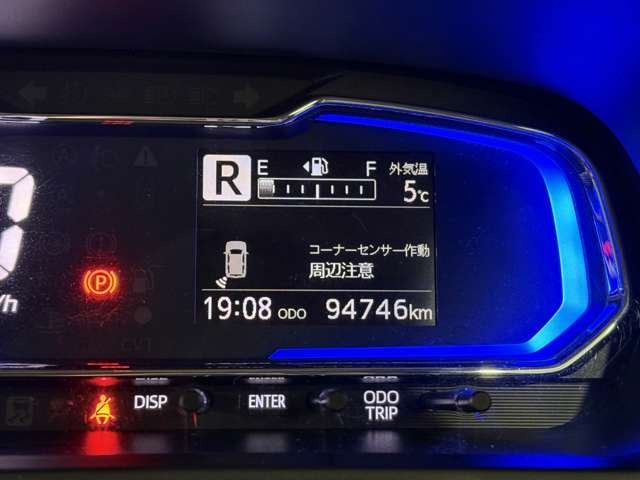 R E F 外気温
5℃
コーナーセンサー作動
周辺注意
19:08 ODO 94746km
/h
P
DISP ENTER ODO
TRIP